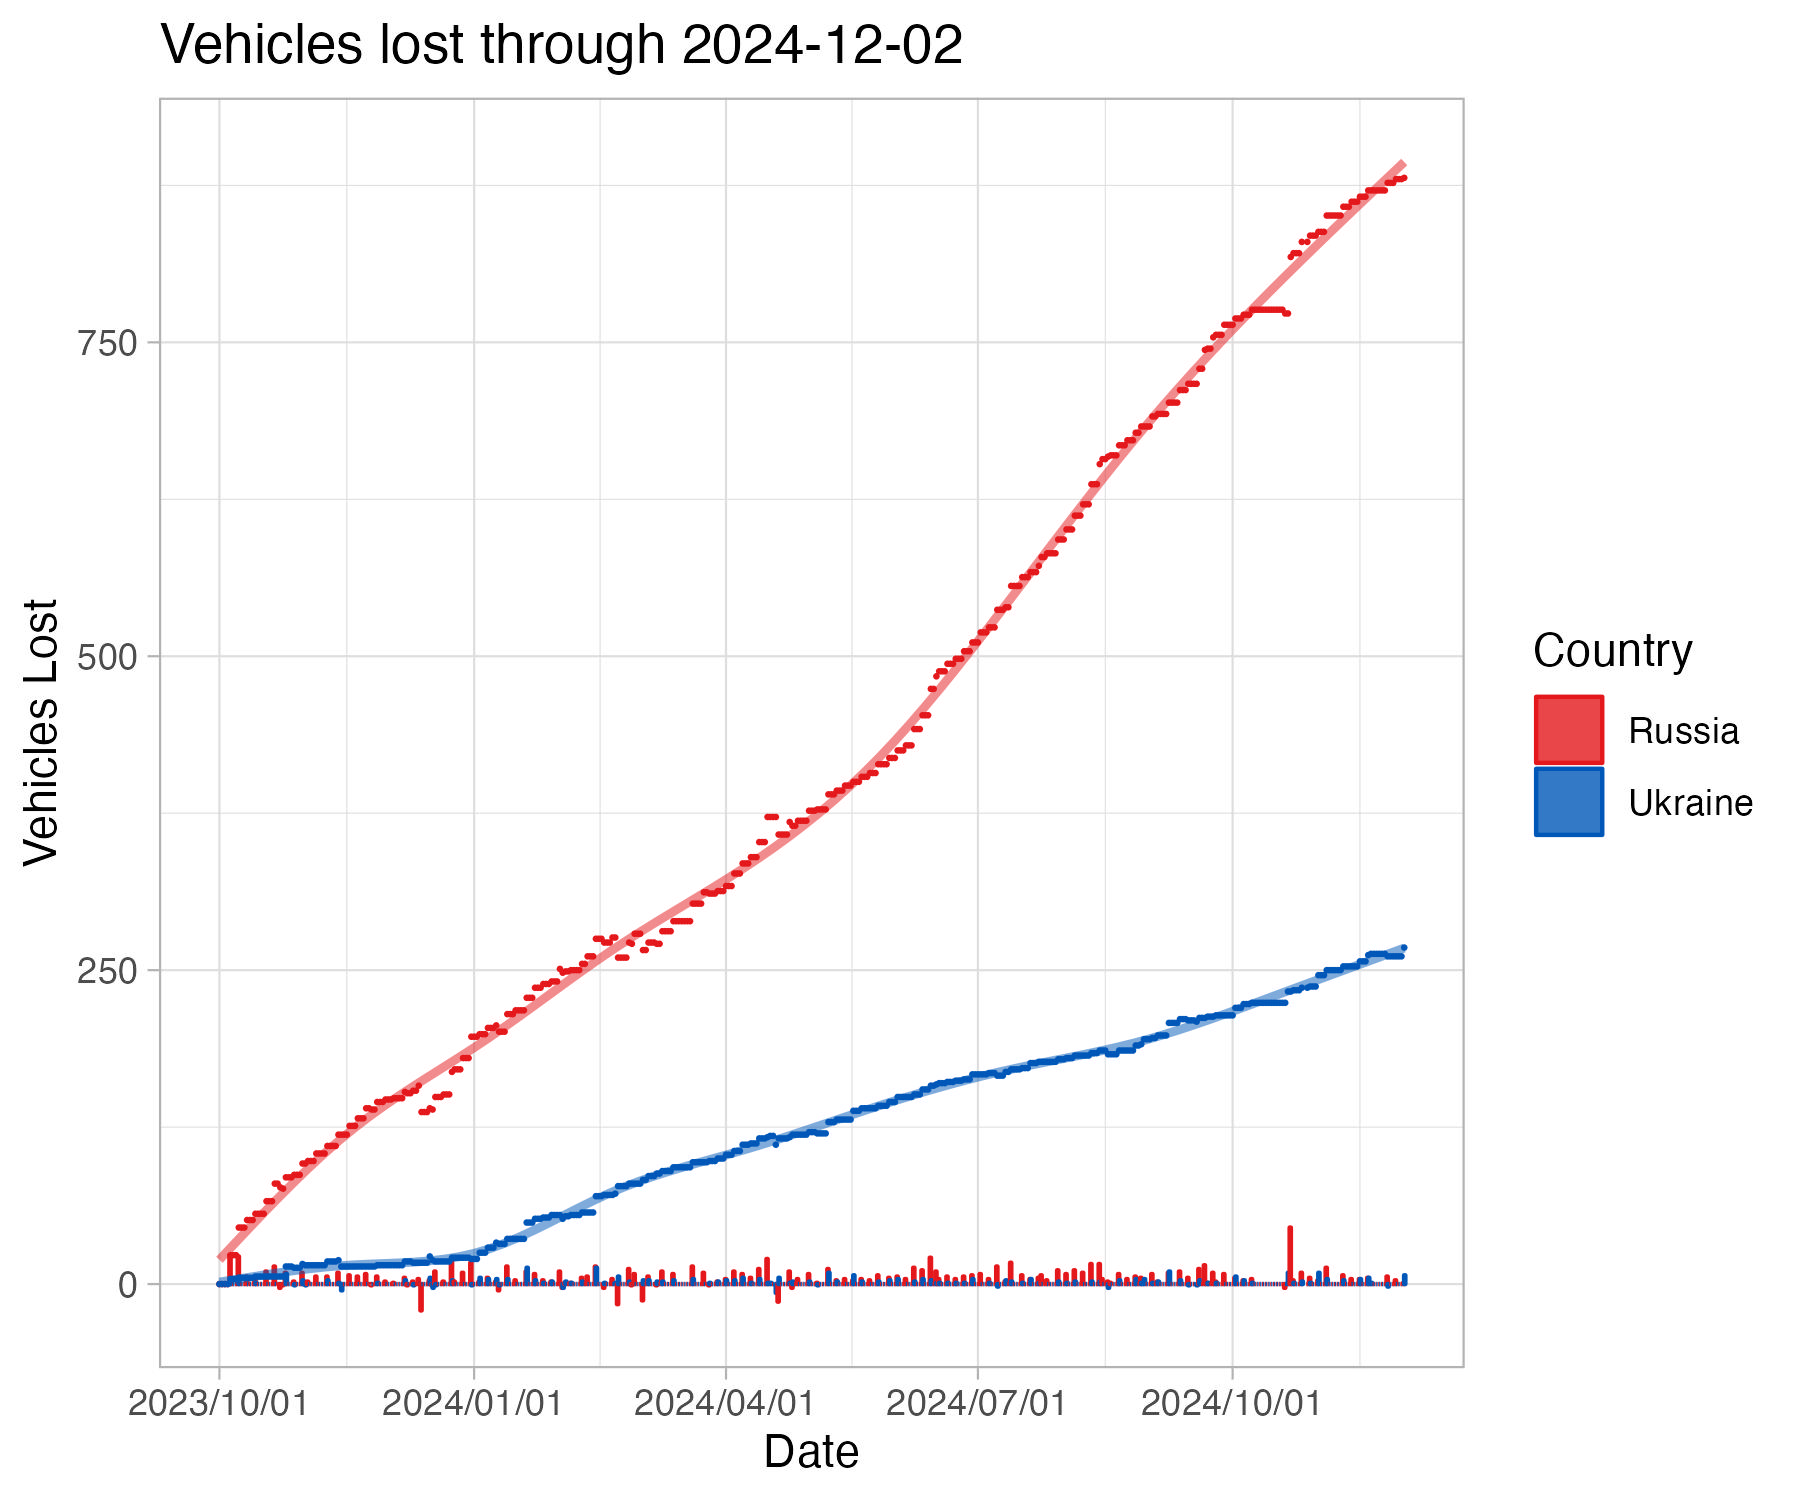 Vehicles lost through 2024-12-02
Vehicles Lost
750
500
250
0
2023/10/01 2024/01/01 2024/04/01 2024/07/01 2024/10/01
Date
Country
Russia
Ukraine